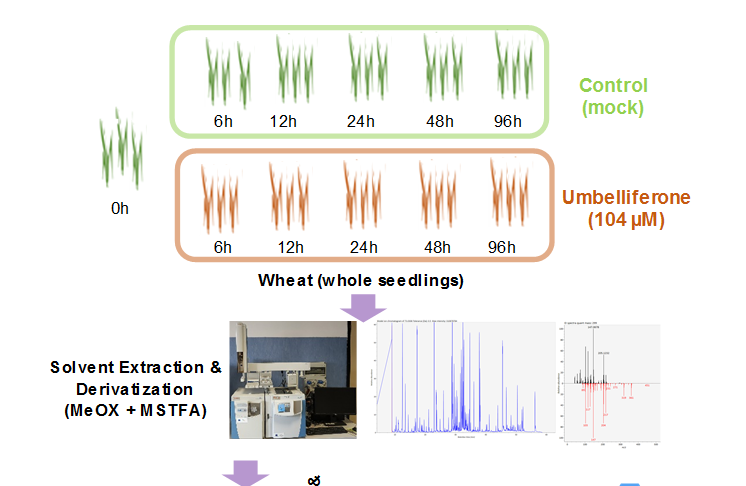 Control
(mock)
6h 12h 24h 48h 96h
0h
Umbelliferone
(104 µM)
6h 12h 24h 48h 96h
Wheat (whole seedlings)
Solvent Extraction &
Derivatization
(MeOX + MSTFA)
&